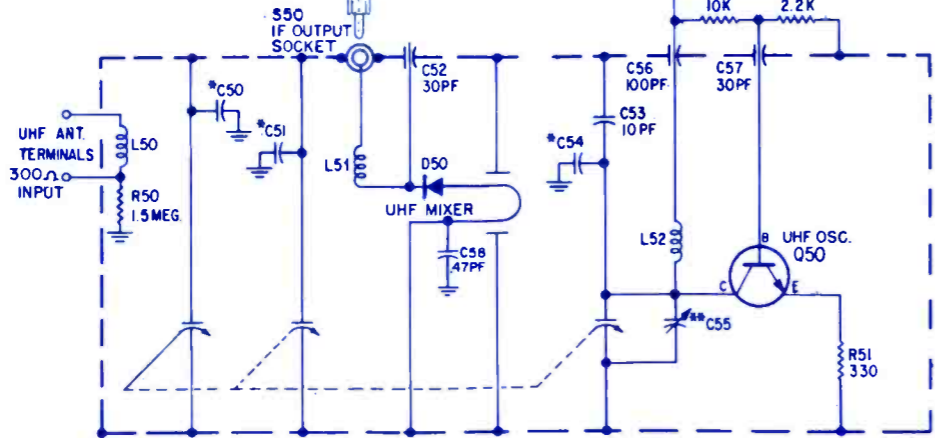 S50
IF OUTPUT
SOCKET
10K
2.2K
*C50
*C51
C52
30PF
C56
100PF
C57
30PF
C53
10PF
*C54
UHF ANT.
TERMINALS
300Ω
INPUT
L50
R50
1.5MEG.
L51
D50
UHF MIXER
C58
.47PF
L52
B
UHF OSC.
Q50
C
E
**C55
R51
330